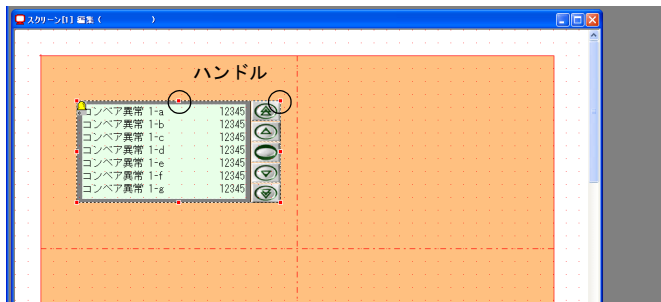 スクリーン[1] 編集 ( )
ハンドル
コンベア異常 1-a 12345
コンベア異常 1-b 12345
コンベア異常 1-c 12345
コンベア異常 1-d 12345
コンベア異常 1-e 12345
コンベア異常 1-f 12345
コンベア異常 1-g 12345